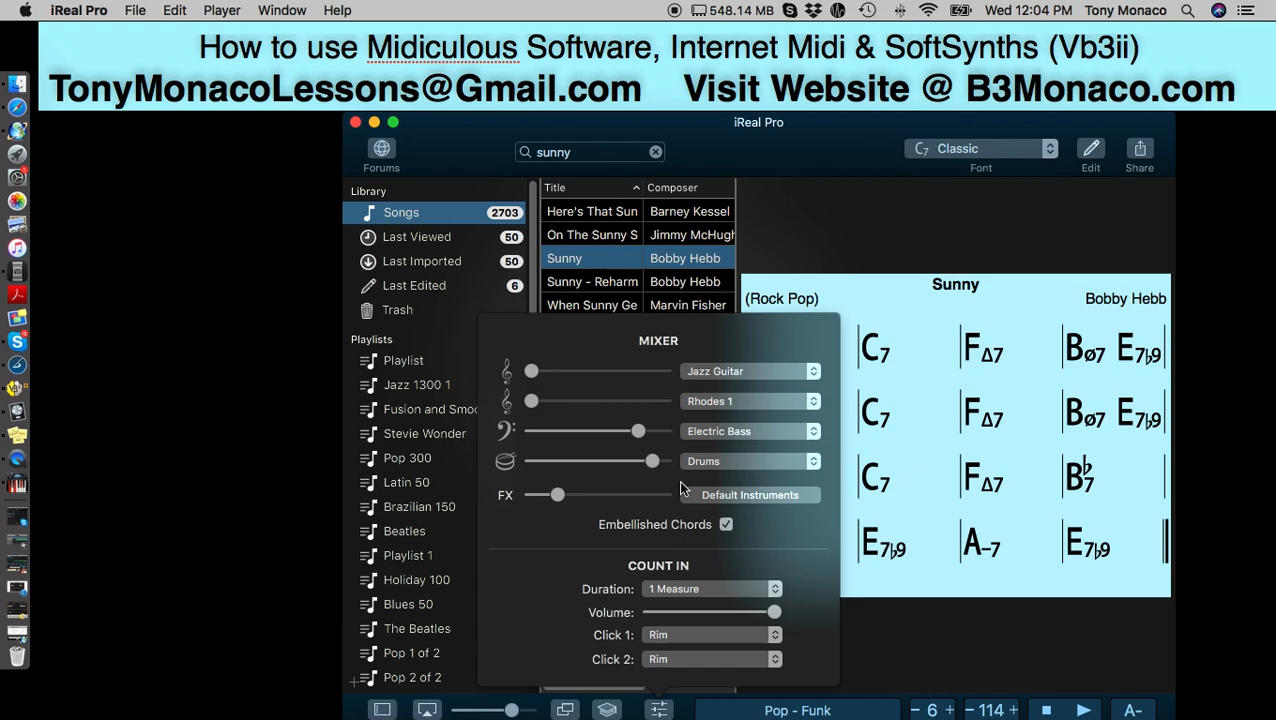 iReal Pro File Edit Player Window Help 548.14 MB Wed 12:04 PM Tony Monaco
How to use Midiculous Software, Internet Midi & SoftSynths (Vb3ii)
TonyMonacoLessons@Gmail.com Visit Website @ B3Monaco.com
iReal Pro
sunny
C7 Classic
Forums
Font Edit Share
Library
Songs 2703
Last Viewed 50
Last Imported 50
Last Edited 6
Trash
Playlists
Playlist
Jazz 1300 1
Fusion and Smoo
Stevie Wonder
Pop 300
Latin 50
Brazilian 150
Beatles
Playlist 1
Holiday 100
Blues 50
The Beatles
Pop 1 of 2
Pop 2 of 2
Title Composer
Here's That Sun Barney Kessel
On The Sunny S Jimmy McHugh
Sunny Bobby Hebb
Sunny - Reharm Bobby Hebb
When Sunny Ge Marvin Fisher
Sunny
(Rock Pop) Bobby Hebb
C7 F∆7 Bø7 E7♭9
C7 F∆7 Bø7 E7♭9
C7 F∆7 B♭7
E7♭9 A–7 E7♭9
MIXER
Jazz Guitar
Rhodes 1
Electric Bass
Drums
FX Default Instruments
Embellished Chords
COUNT IN
Duration: 1 Measure
Volume:
Click 1: Rim
Click 2: Rim
Pop - Funk – 6 + – 114 + A-